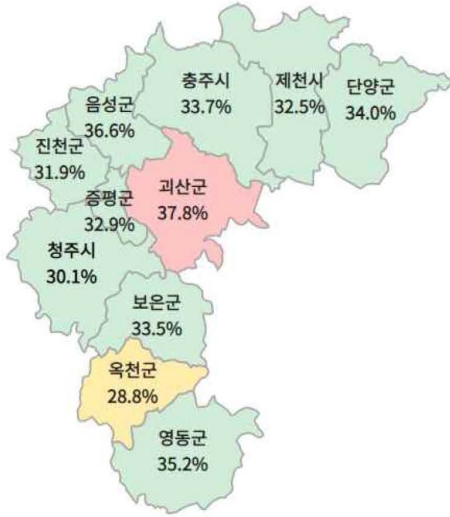 충주시
33.7%
제천시
32.5%
단양군
34.0%
음성군
36.6%
진천군
31.9%
증평군
32.9%
괴산군
37.8%
청주시
30.1%
보은군
33.5%
옥천군
28.8%
영동군
35.2%